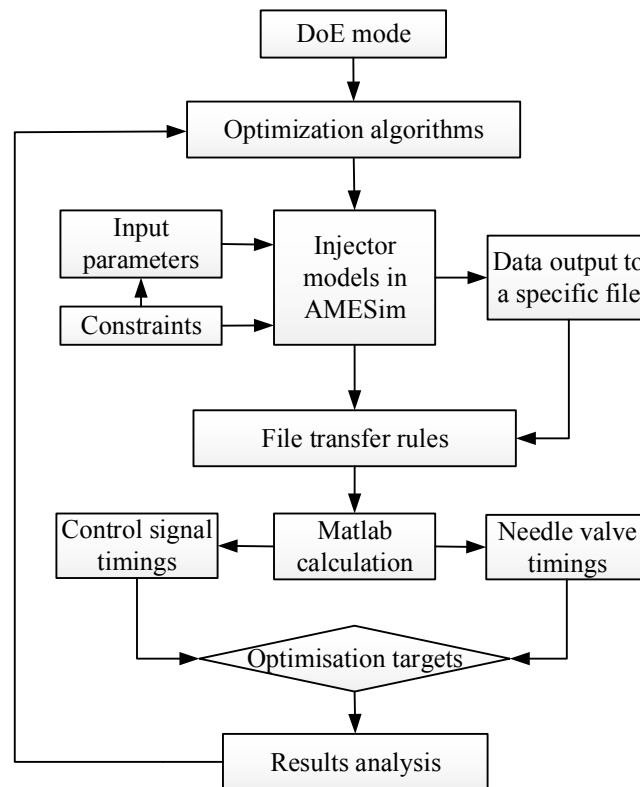 DoE mode
Optimization algorithms
Input
parameters
Constraints
Injector
models in
AMESim
Data output to
a specific file
File transfer rules
Control signal
timings
Matlab
calculation
Needle valve
timings
Optimisation targets
Results analysis